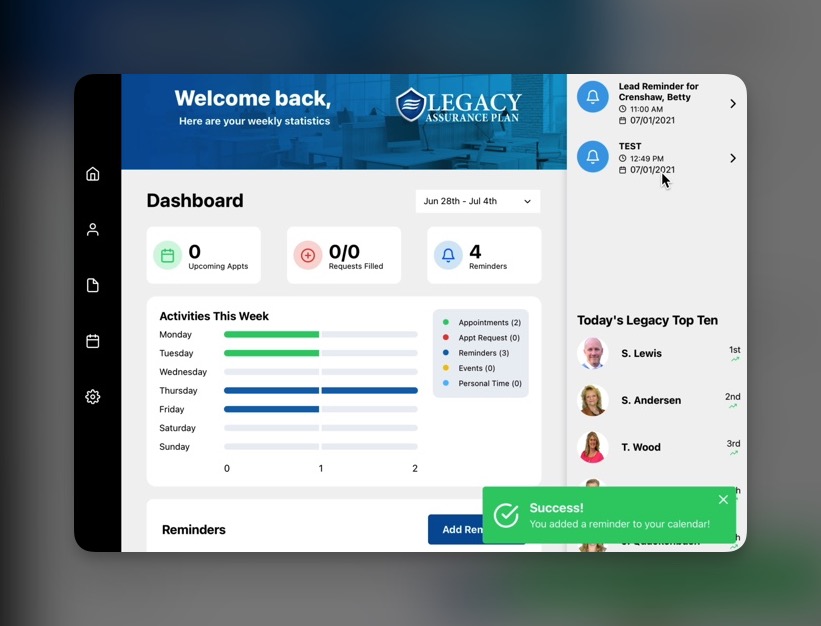 Welcome back,
Here are your weekly statistics
LEGACY
ASSURANCE PLAN
Lead Reminder for
Crenshaw, Betty
11:00 AM
07/01/2021
TEST
12:49 PM
07/01/2021
Dashboard
Jun 28th - Jul 4th
0
Upcoming Appts
0/0
Requests Filled
4
Reminders
Activities This Week
Monday
Tuesday
Wednesday
Thursday
Friday
Saturday
Sunday
0 1 2
Appointments (2)
Appt Request (0)
Reminders (3)
Events (0)
Personal Time (0)
Today's Legacy Top Ten
S. Lewis 1st
S. Andersen 2nd
T. Wood 3rd
Reminders
Add
Success!
You added a reminder to your calendar!